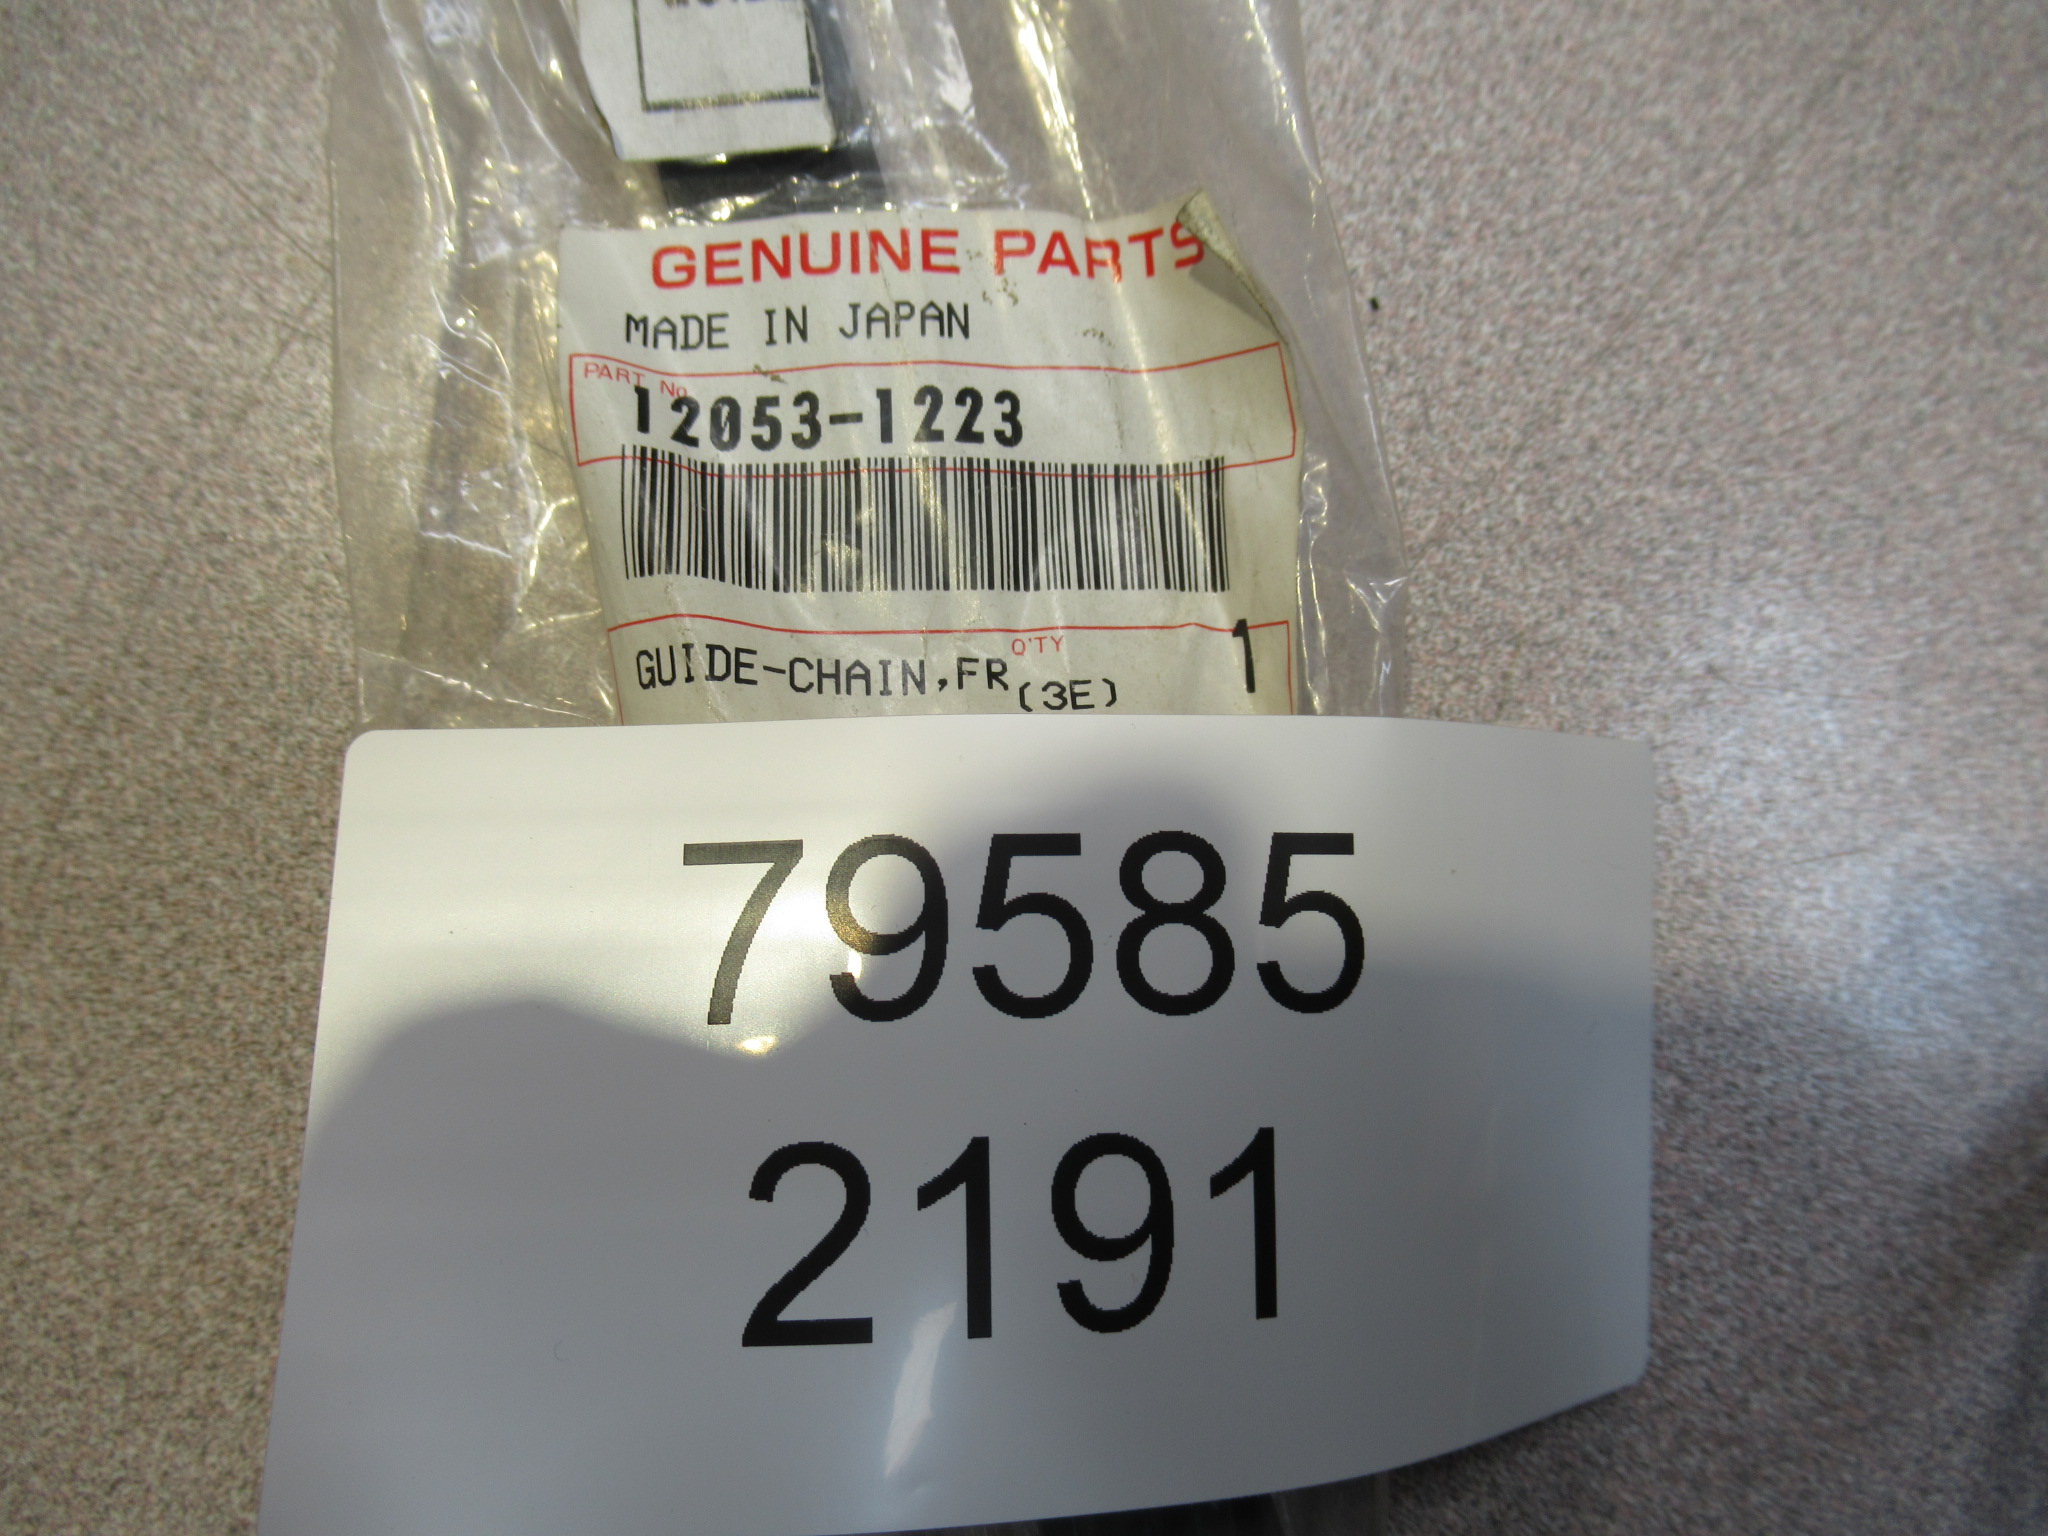 GENUINE PARTS
MADE IN JAPAN
PART No.
12053-1223
Q'TY
GUIDE-CHAIN,FR (3E) 1
79585
2191